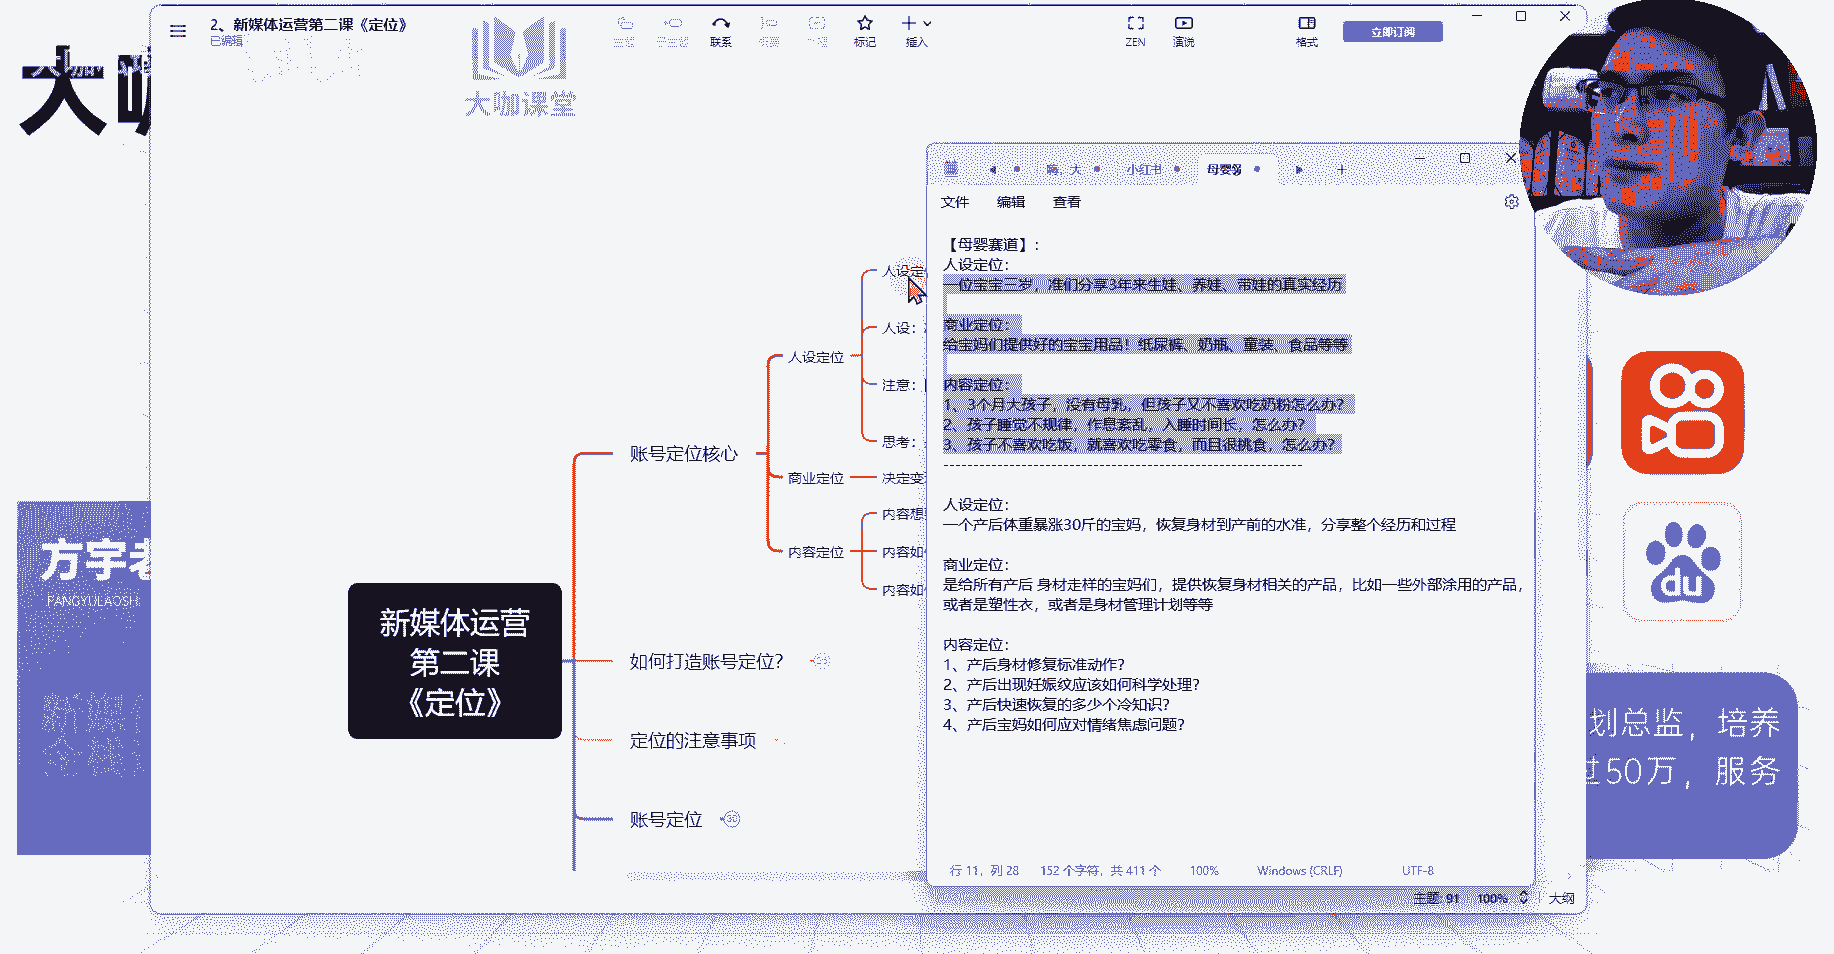 2、新媒体运营第二课《定位》
已编辑
联系
标记
插入
ZEN
演说
格式
立即订阅
大咖课堂
大咖
小红书
母婴
文件
编辑
查看
【母婴赛道】：
人设定位：
一位宝宝三岁，准们分享3年来生娃、养娃、带娃的真实经历
商业定位：
给宝妈们提供好的宝宝用品！纸尿裤、奶瓶、童装、食品等等
内容定位：
1、3个月大孩子，没有母乳，但孩子又不喜欢吃奶粉怎么办？
2、孩子睡觉不规律，作息紊乱，入睡时间长，怎么办？
3、孩子不喜欢吃饭，就喜欢吃零食，而且很挑食，怎么办？
------------------------------------------------------------
人设定位：
一个产后体重暴涨30斤的宝妈，恢复身材到产前的水准，分享整个经历和过程
商业定位：
是给所有产后 身材走样的宝妈们，提供恢复身材相关的产品，比如一些外部涂用的产品，
或者是塑性衣，或者是身材管理计划等等
内容定位：
1、产后身材修复标准动作？
2、产后出现妊娠纹应该如何科学处理？
3、产后快速恢复的多少个冷知识？
4、产后宝妈如何应对情绪焦虑问题？
行 11，列 28
152 个字符，共 411 个
100%
Windows (CRLF)
UTF-8
人设定
人设：
人设定位
注意：
思考：
账号定位核心
商业定位
决定变
内容想
内容定位
内容如
内容如
新媒体运营
第二课
《定位》
如何打造账号定位？
定位的注意事项
账号定位
30
主题 91
100%
大纲
方宇老
FANGYULAOSH
划总监，培养
过50万，服务
du